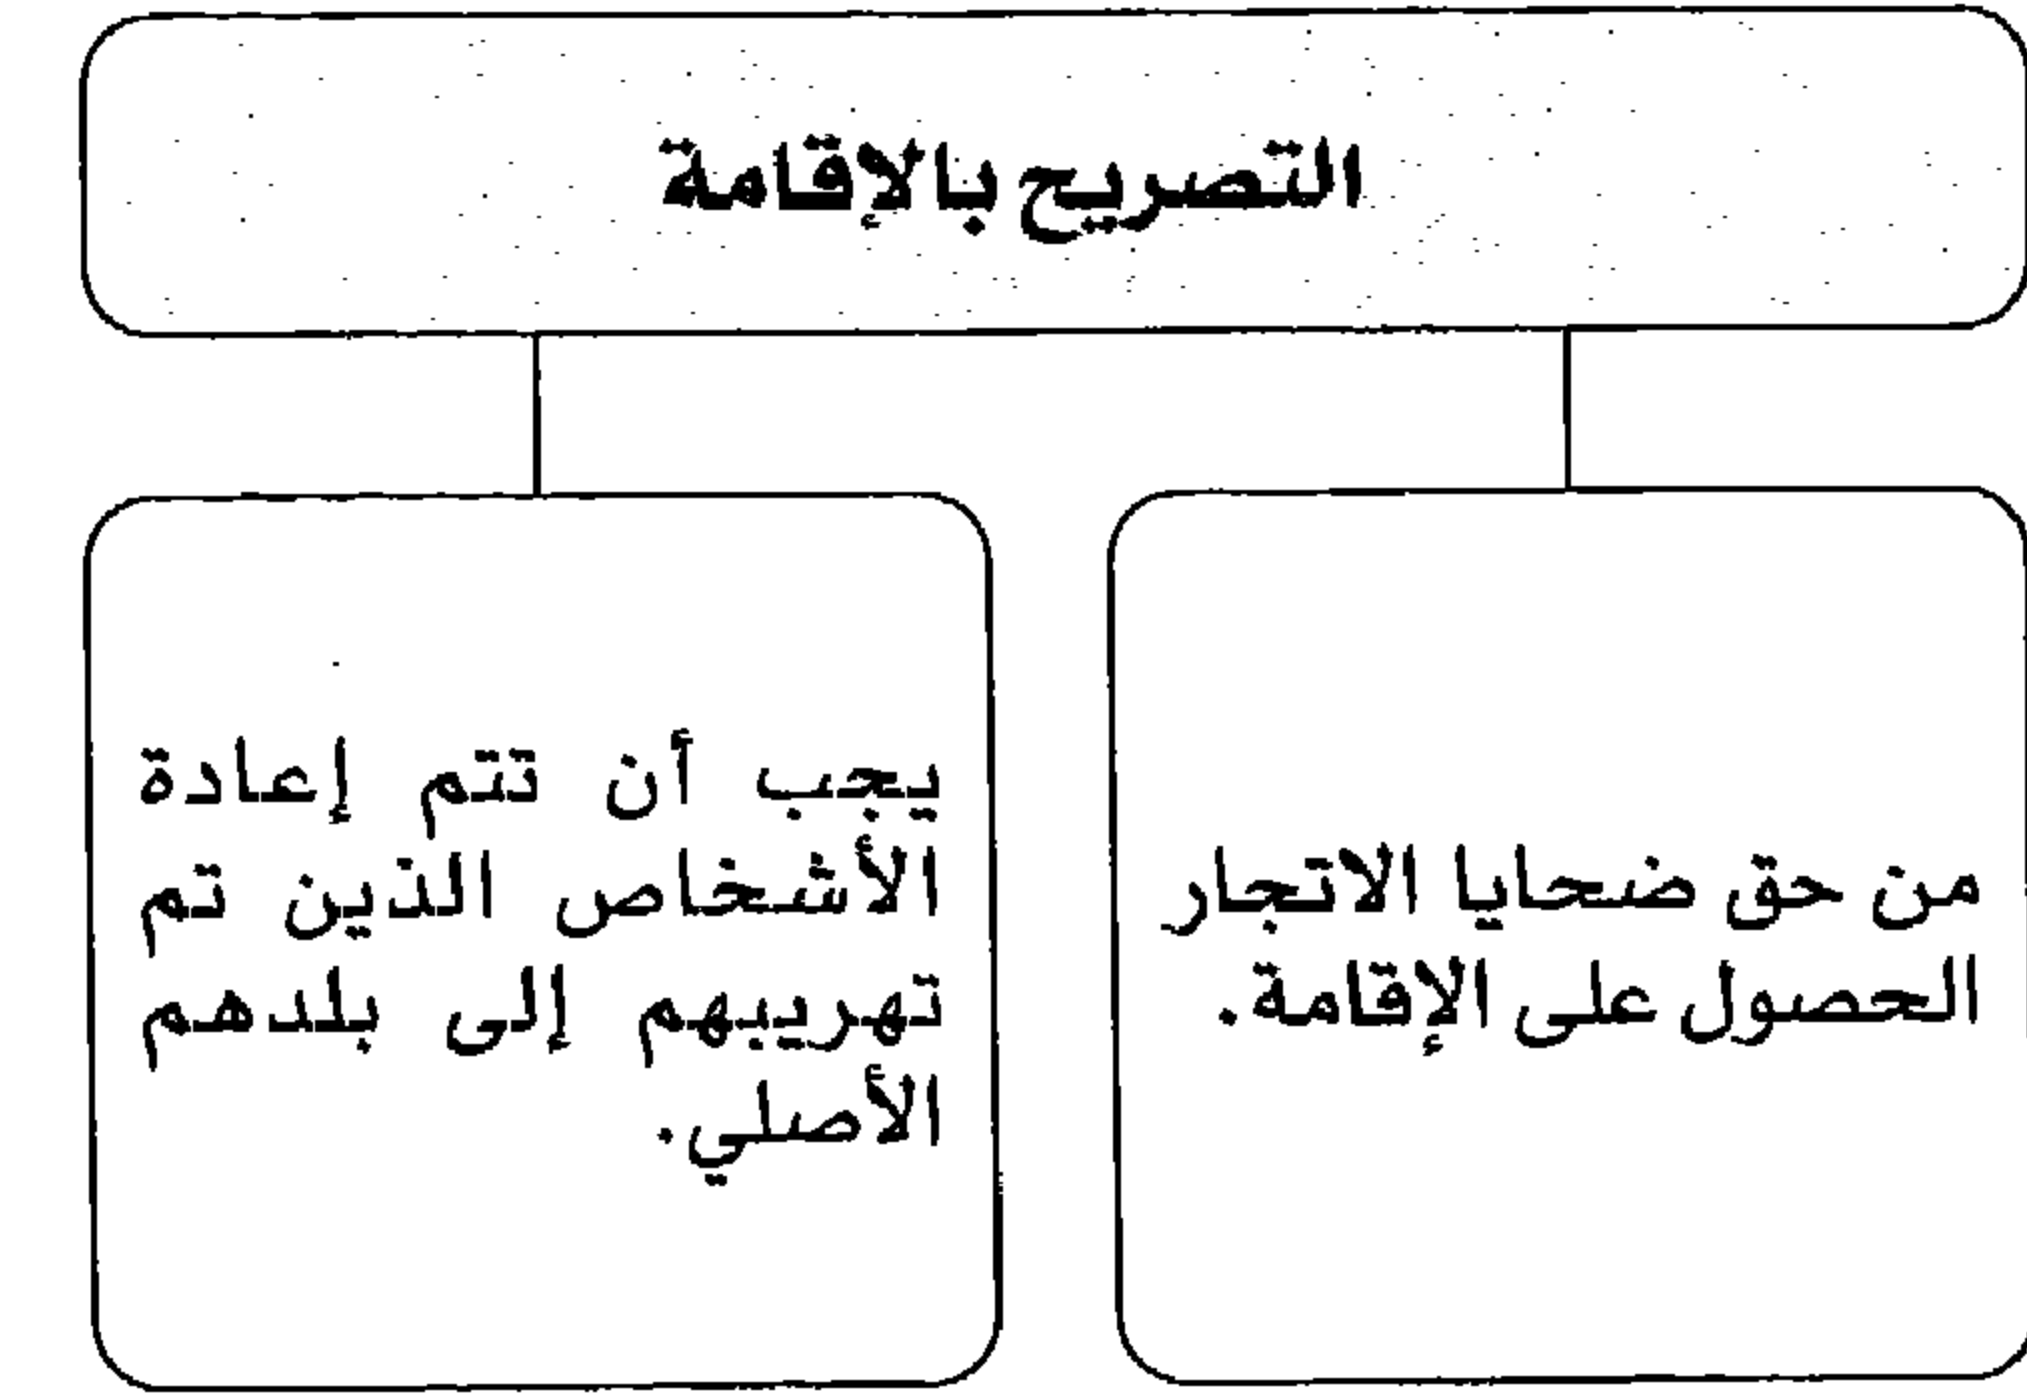 التصريح بالإقامة
من حق ضحايا الاتجار
الحصول على الإقامة.
يجب أن تتم إعادة
الأشخاص الذين تم
تهريبهم إلى بلدهم
الأصلي.